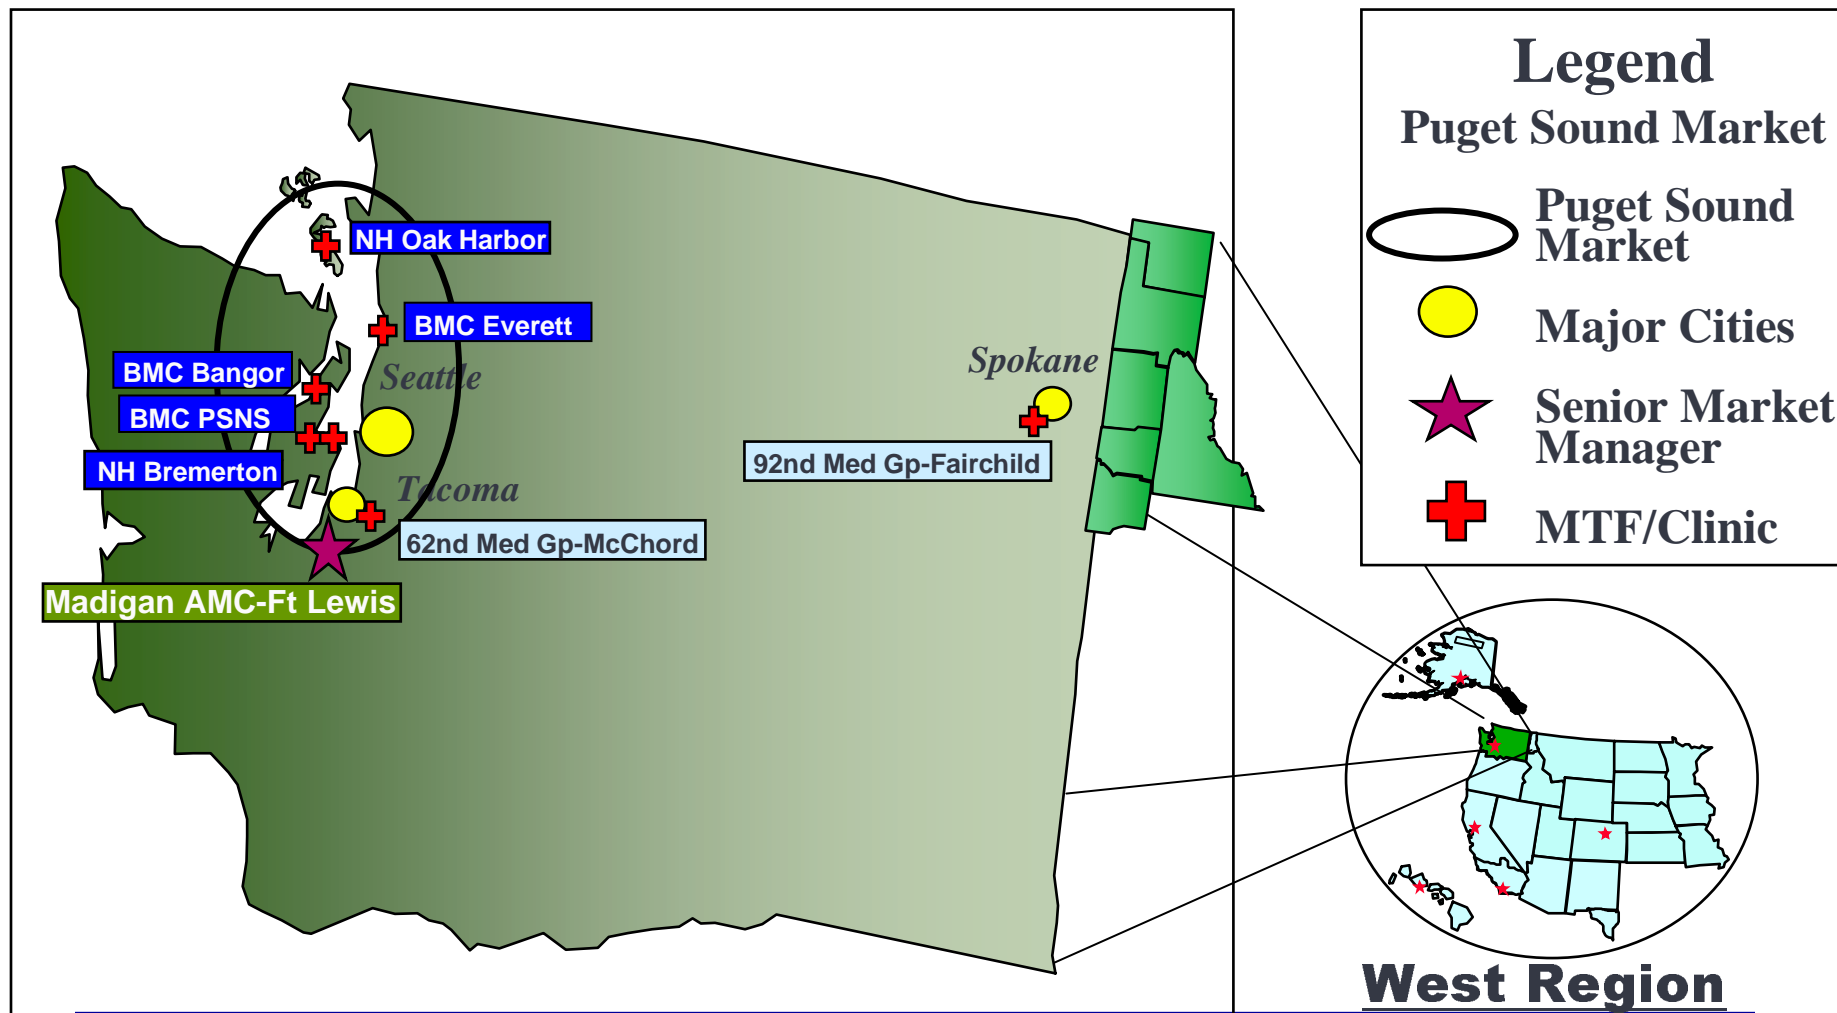 Legend
Puget Sound Market
Puget Sound
Market
Major Cities
Senior Market
Manager
MTF/Clinic
NH Oak Harbor
BMC Everett
BMC Bangor
Seattle
BMC PSNS
NH Bremerton
Tacoma
62nd Med Gp-McChord
Madigan AMC-Ft Lewis
Spokane
92nd Med Gp-Fairchild
West Region